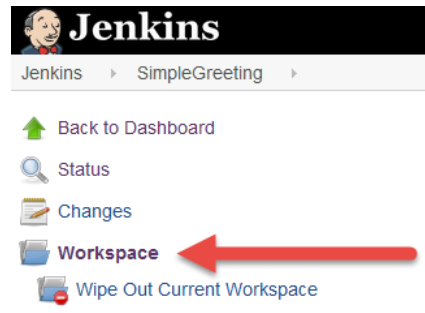 Jenkins
Jenkins SimpleGreeting
Back to Dashboard
Status
Changes
Workspace
Wipe Out Current Workspace